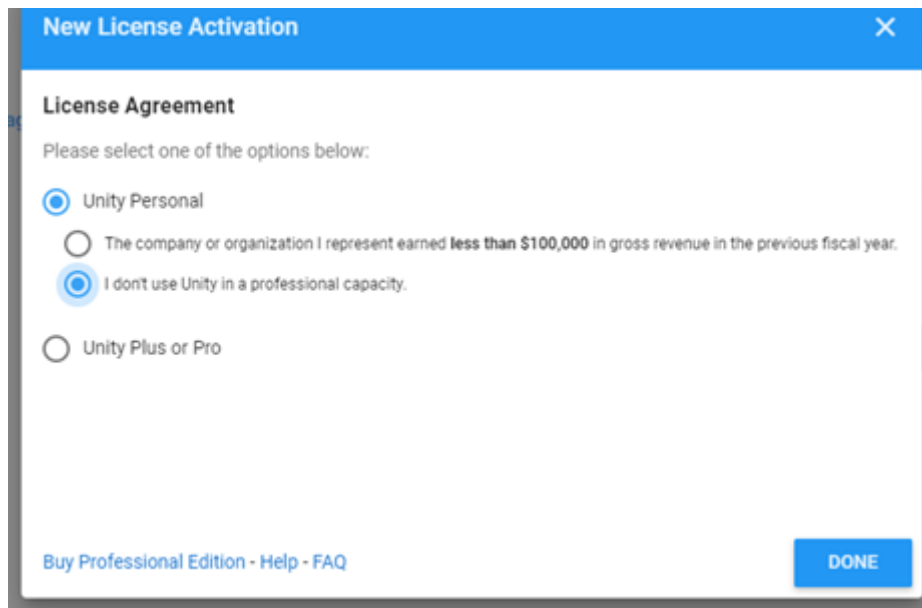 New License Activation
License Agreement
Please select one of the options below:
Unity Personal
The company or organization I represent earned less than $100,000 in gross revenue in the previous fiscal year.
I don't use Unity in a professional capacity.
Unity Plus or Pro
Buy Professional Edition - Help - FAQ
DONE